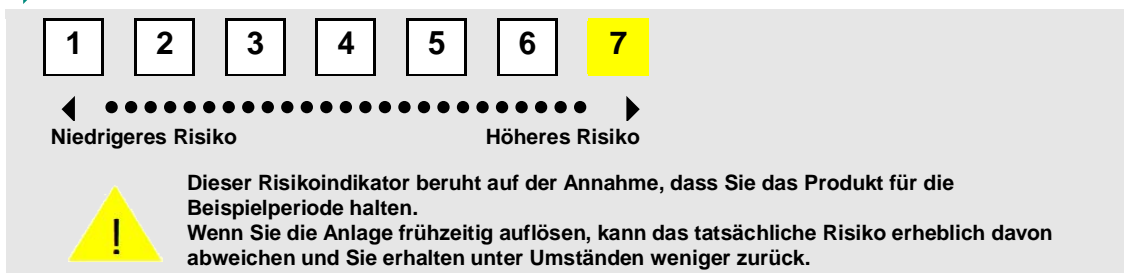 1 2 3 4 5 6 7
Niedrigeres Risiko Höheres Risiko
Dieser Risikoindikator beruht auf der Annahme, dass Sie das Produkt für die
Beispielperiode halten.
! Wenn Sie die Anlage frühzeitig auflösen, kann das tatsächliche Risiko erheblich davon
abweichen und Sie erhalten unter Umständen weniger zurück.